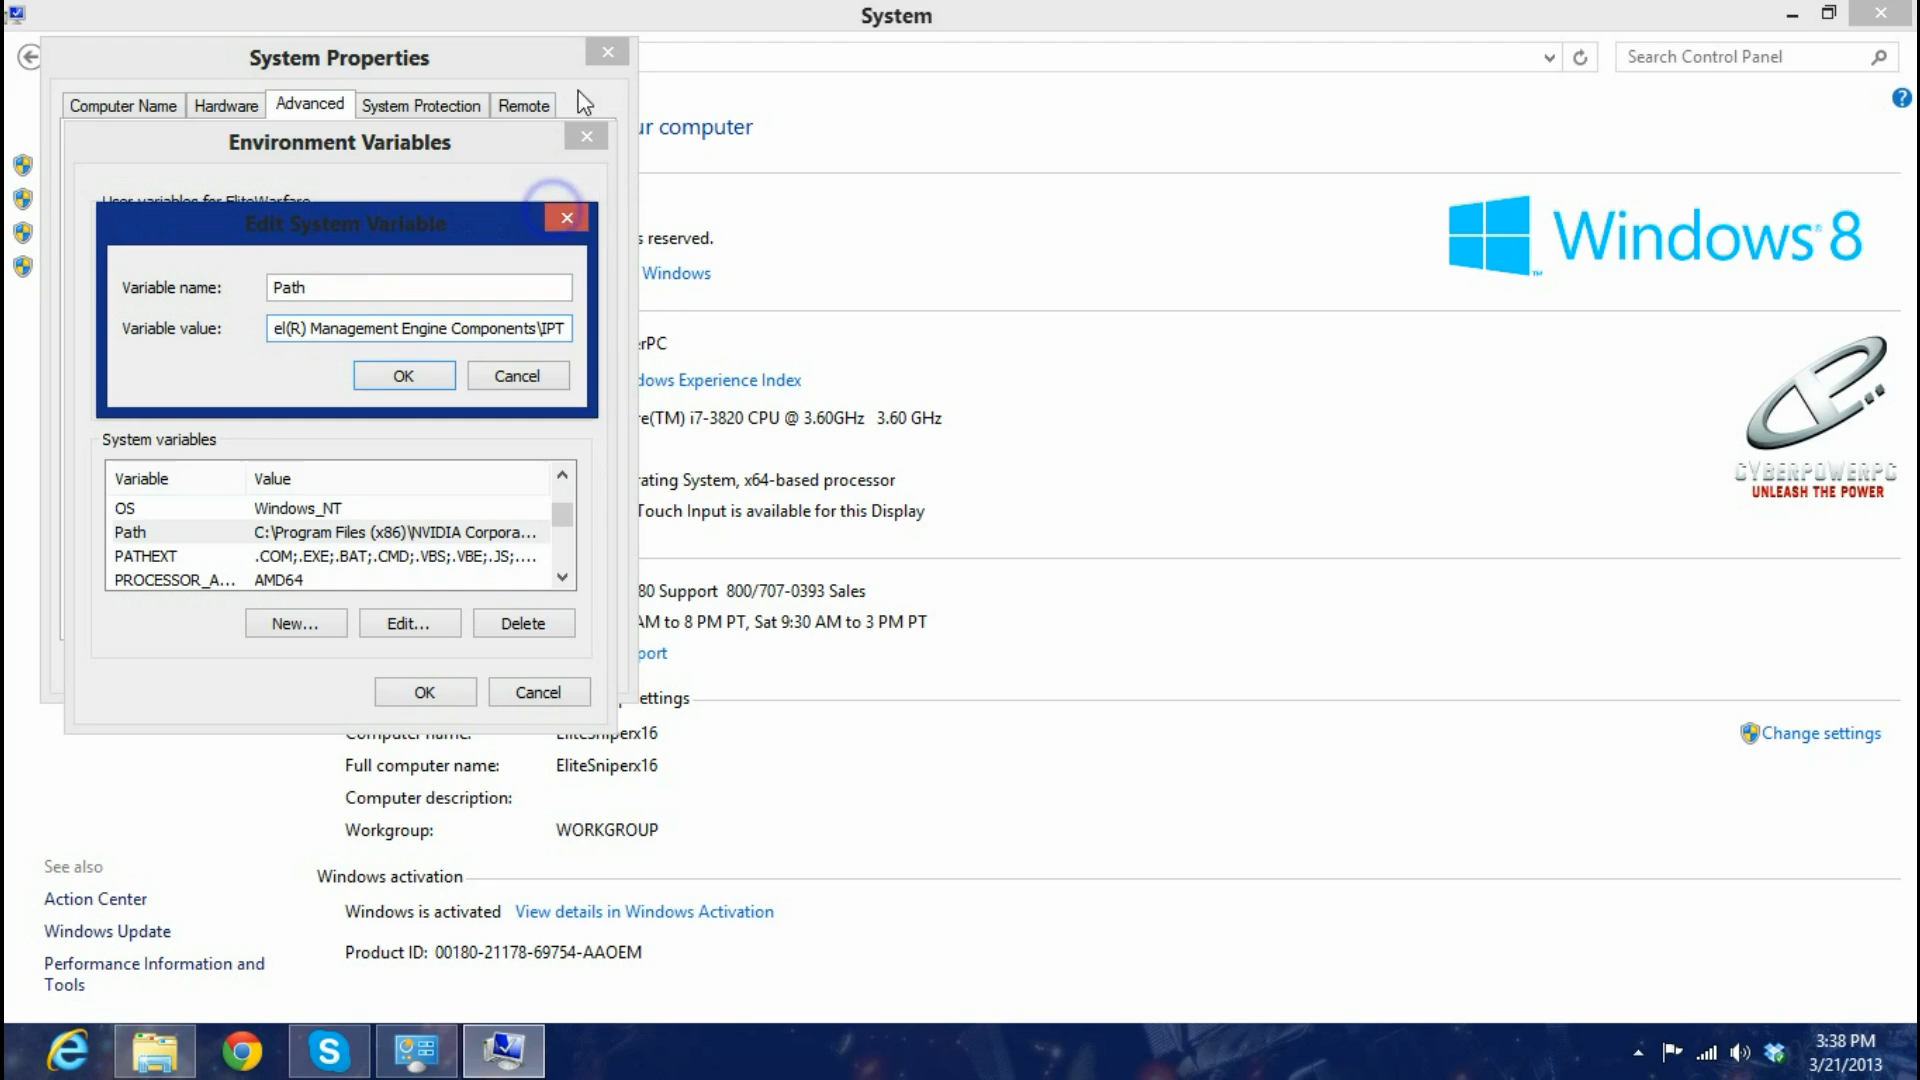 System
System Properties
Search Control Panel
Computer Name Hardware Advanced System Protection Remote
ur computer
Environment Variables
User variables for EliteWarfare
Edit System Variable
Variable name: Path
Variable value: el(R) Management Engine Components\IPT
OK Cancel
System variables
Variable Value
OS Windows_NT
Path C:\Program Files (x86)\NVIDIA Corpora...
PATHEXT .COM;.EXE;.BAT;.CMD;.VBS;.VBE;.JS;....
PROCESSOR_A... AMD64
New... Edit... Delete
OK Cancel
s reserved.
Windows
Windows 8
rPC
dows Experience Index
e(TM) i7-3820 CPU @ 3.60GHz 3.60 GHz
rating System, x64-based processor
Touch Input is available for this Display
CYBERPOWERPC
UNLEASH THE POWER
80 Support 800/707-0393 Sales
AM to 8 PM PT, Sat 9:30 AM to 3 PM PT
port
ettings
Computer name: EliteSniperx16
Change settings
Full computer name: EliteSniperx16
Computer description:
Workgroup: WORKGROUP
Windows activation
Windows is activated View details in Windows Activation
Product ID: 00180-21178-69754-AAOEM
See also
Action Center
Windows Update
Performance Information and
Tools
3:38 PM
3/21/2013